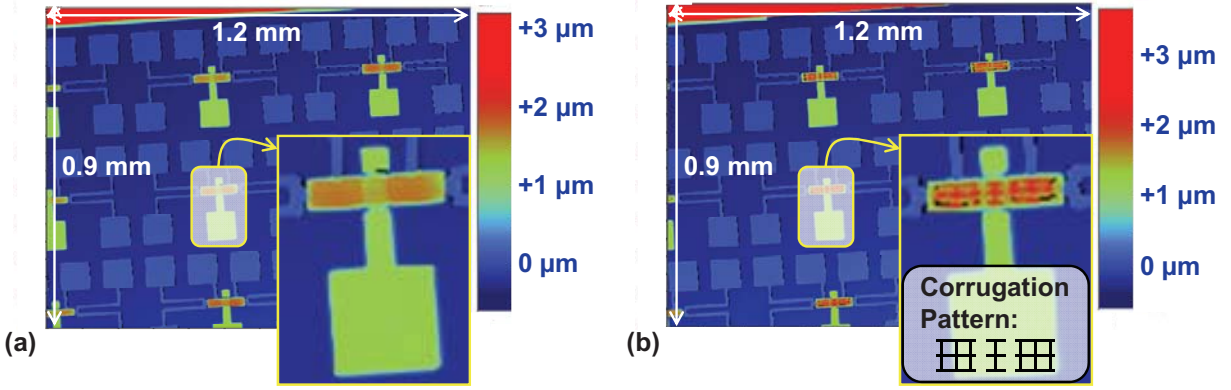 1.2 mm
0.9 mm
+3 µm
+2 µm
+1 µm
0 µm
(a)
1.2 mm
0.9 mm
+3 µm
+2 µm
+1 µm
0 µm
Corrugation
Pattern:
(b)